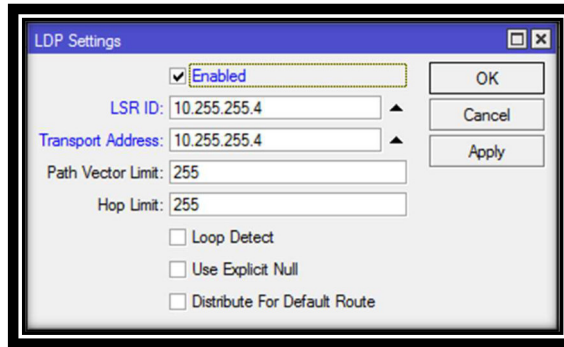 LDP Settings
Enabled
OK
LSR ID: 10.255.255.4
Cancel
Transport Address: 10.255.255.4
Apply
Path Vector Limit: 255
Hop Limit: 255
Loop Detect
Use Explicit Null
Distribute For Default Route